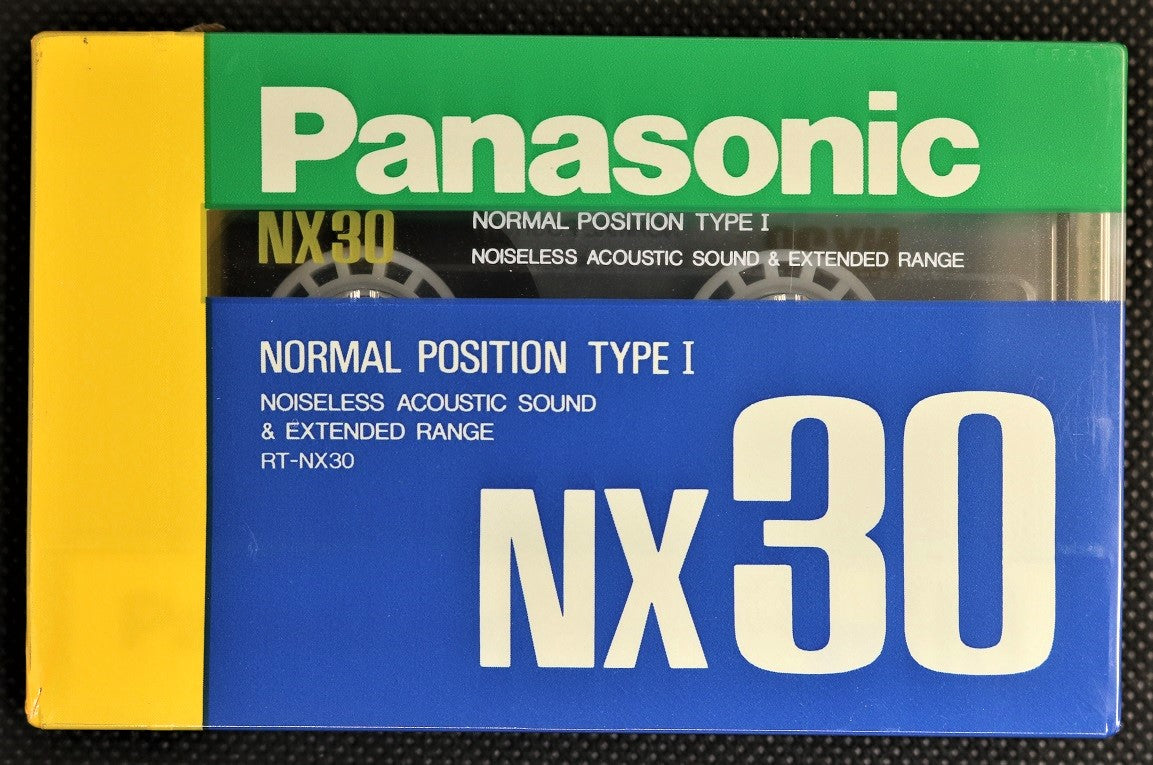 Panasonic
NX30
NORMAL POSITION TYPE I
NOISELESS ACOUSTIC SOUND & EXTENDED RANGE
NORMAL POSITION TYPE I
NOISELESS ACOUSTIC SOUND
& EXTENDED RANGE
RT-NX30
NX30